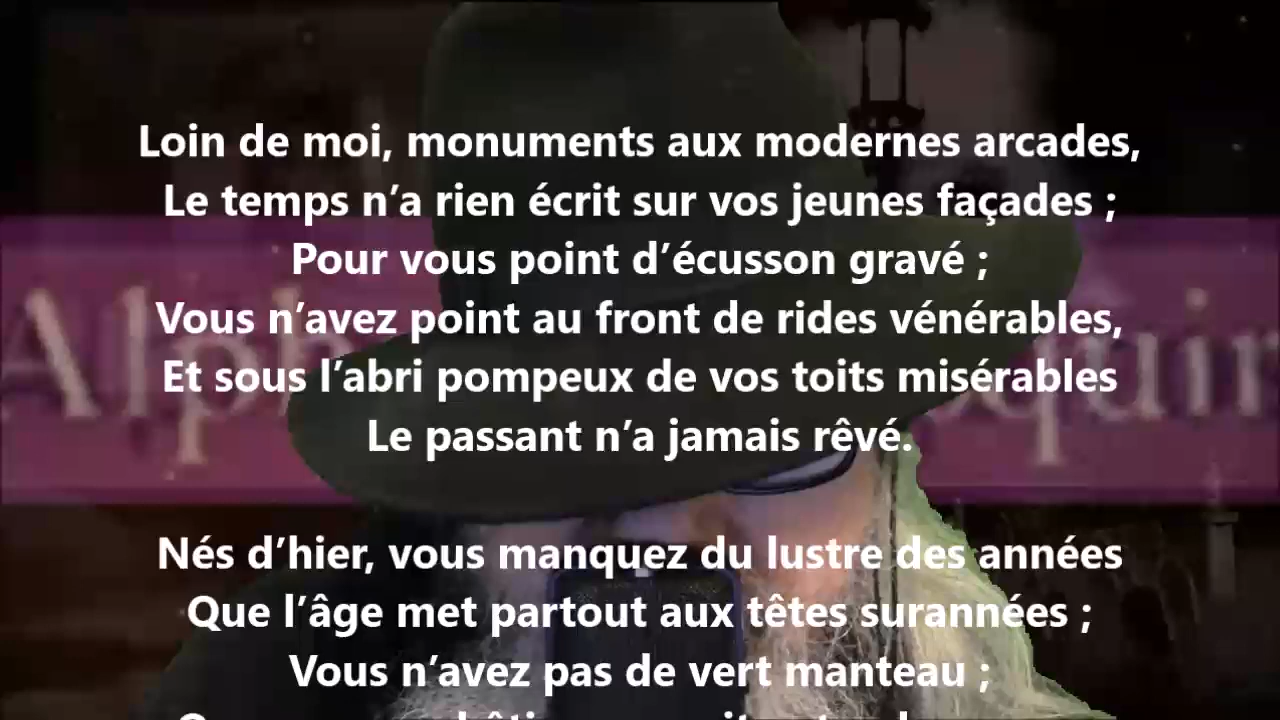 Loin de moi, monuments aux modernes arcades,
Le temps n’a rien écrit sur vos jeunes façades ;
Pour vous point d’écusson gravé ;
Vous n’avez point au front de rides vénérables,
Et sous l’abri pompeux de vos toits misérables
Le passant n’a jamais rêvé.
Nés d’hier, vous manquez du lustre des années
Que l’âge met partout aux têtes surannées ;
Vous n’avez pas de vert manteau ;